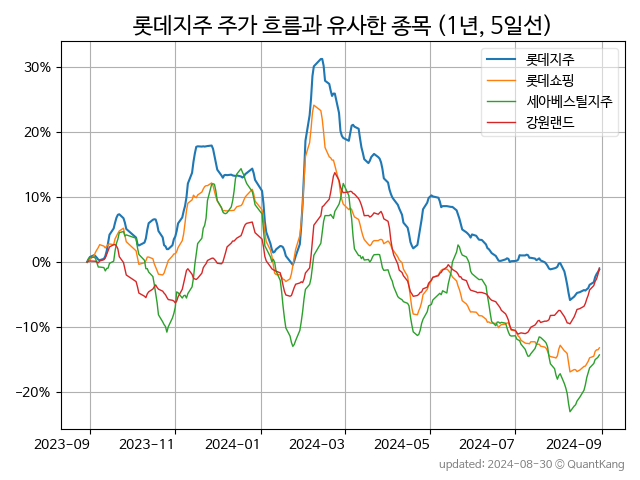 롯데지주 주가 흐름과 유사한 종목 (1년, 5일선)
롯데지주
롯데쇼핑
세아베스틸지주
강원랜드
30%
20%
10%
0%
−10%
−20%
2023-09
2023-11
2024-01
2024-03
2024-05
2024-07
2024-09
updated: 2024-08-30 © QuantKang